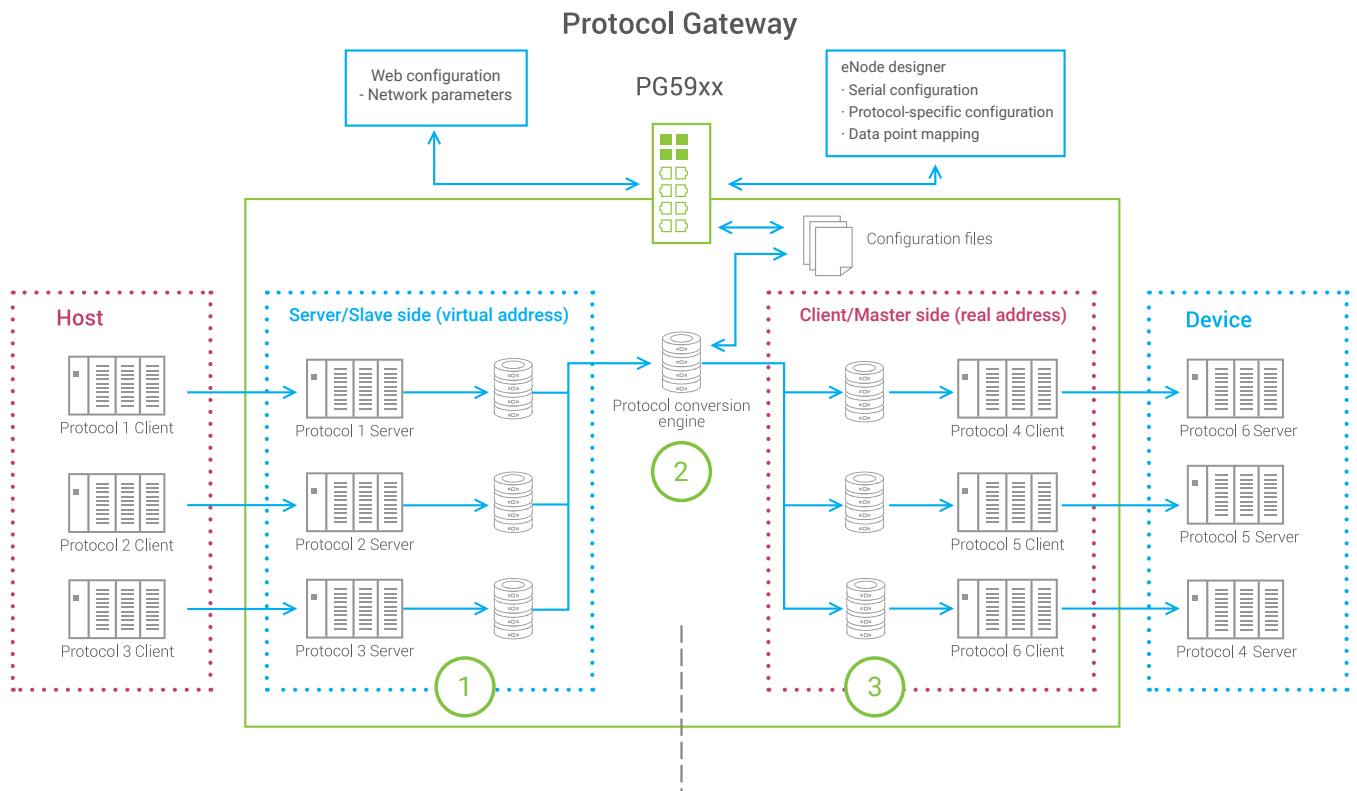 Protocol Gateway
Web configuration
- Network parameters
PG59xx
eNode designer
· Serial configuration
· Protocol-specific configuration
· Data point mapping
Configuration files
Host
Protocol 1 Client
Protocol 2 Client
Protocol 3 Client
Server/Slave side (virtual address)
Protocol 1 Server
Protocol 2 Server
Protocol 3 Server
1
Protocol conversion
engine
2
Client/Master side (real address)
Protocol 4 Client
Protocol 5 Client
Protocol 6 Client
3
Device
Protocol 6 Server
Protocol 5 Server
Protocol 4 Server